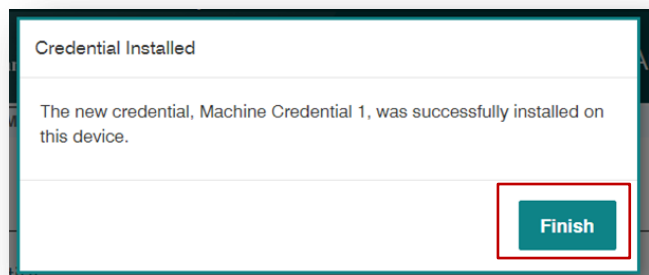 Credential Installed
The new credential, Machine Credential 1, was successfully installed on
this device.
Finish